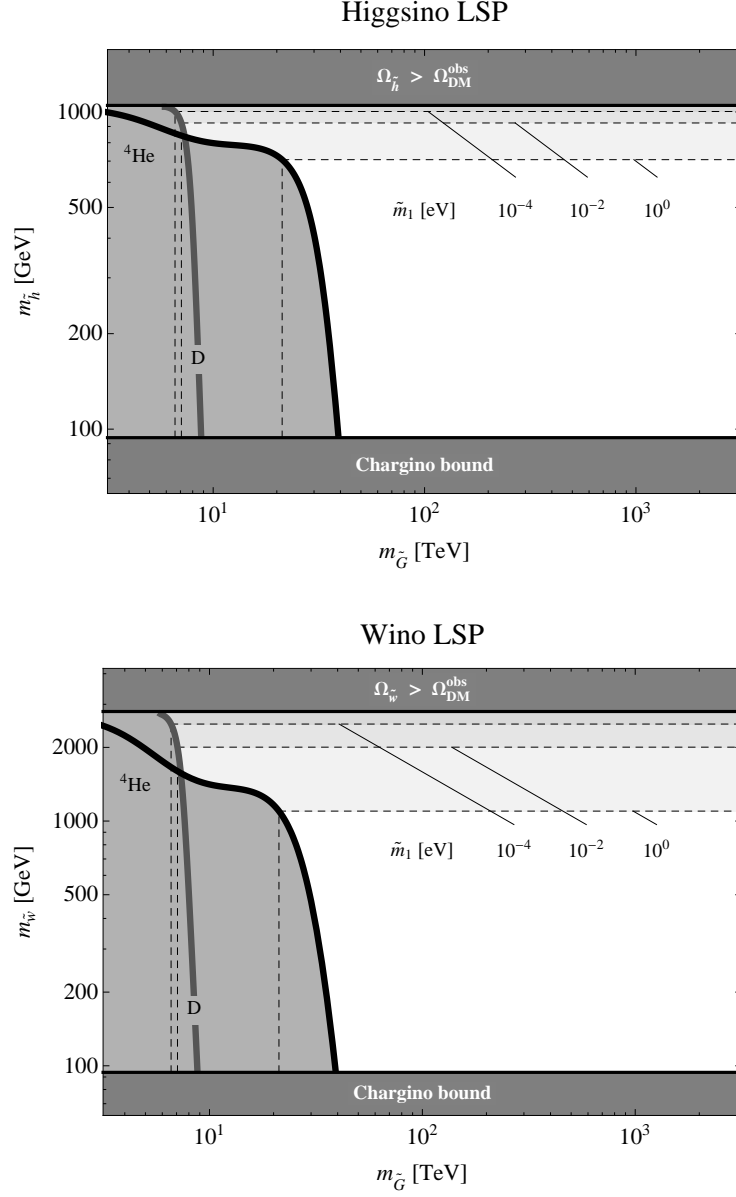 Higgsino LSP
Ω_h̃ > Ω_DM^obs
1000
⁴He
m̃₁ [eV] 10⁻⁴ 10⁻² 10⁰
500
m_h̃ [GeV]
200
D
100
Chargino bound
10¹ 10² 10³
m_G̃ [TeV]
Wino LSP
Ω_w̃ > Ω_DM^obs
2000
⁴He
1000
m̃₁ [eV] 10⁻⁴ 10⁻² 10⁰
m_w̃ [GeV]
500
200
D
100
Chargino bound
10¹ 10² 10³
m_G̃ [TeV]